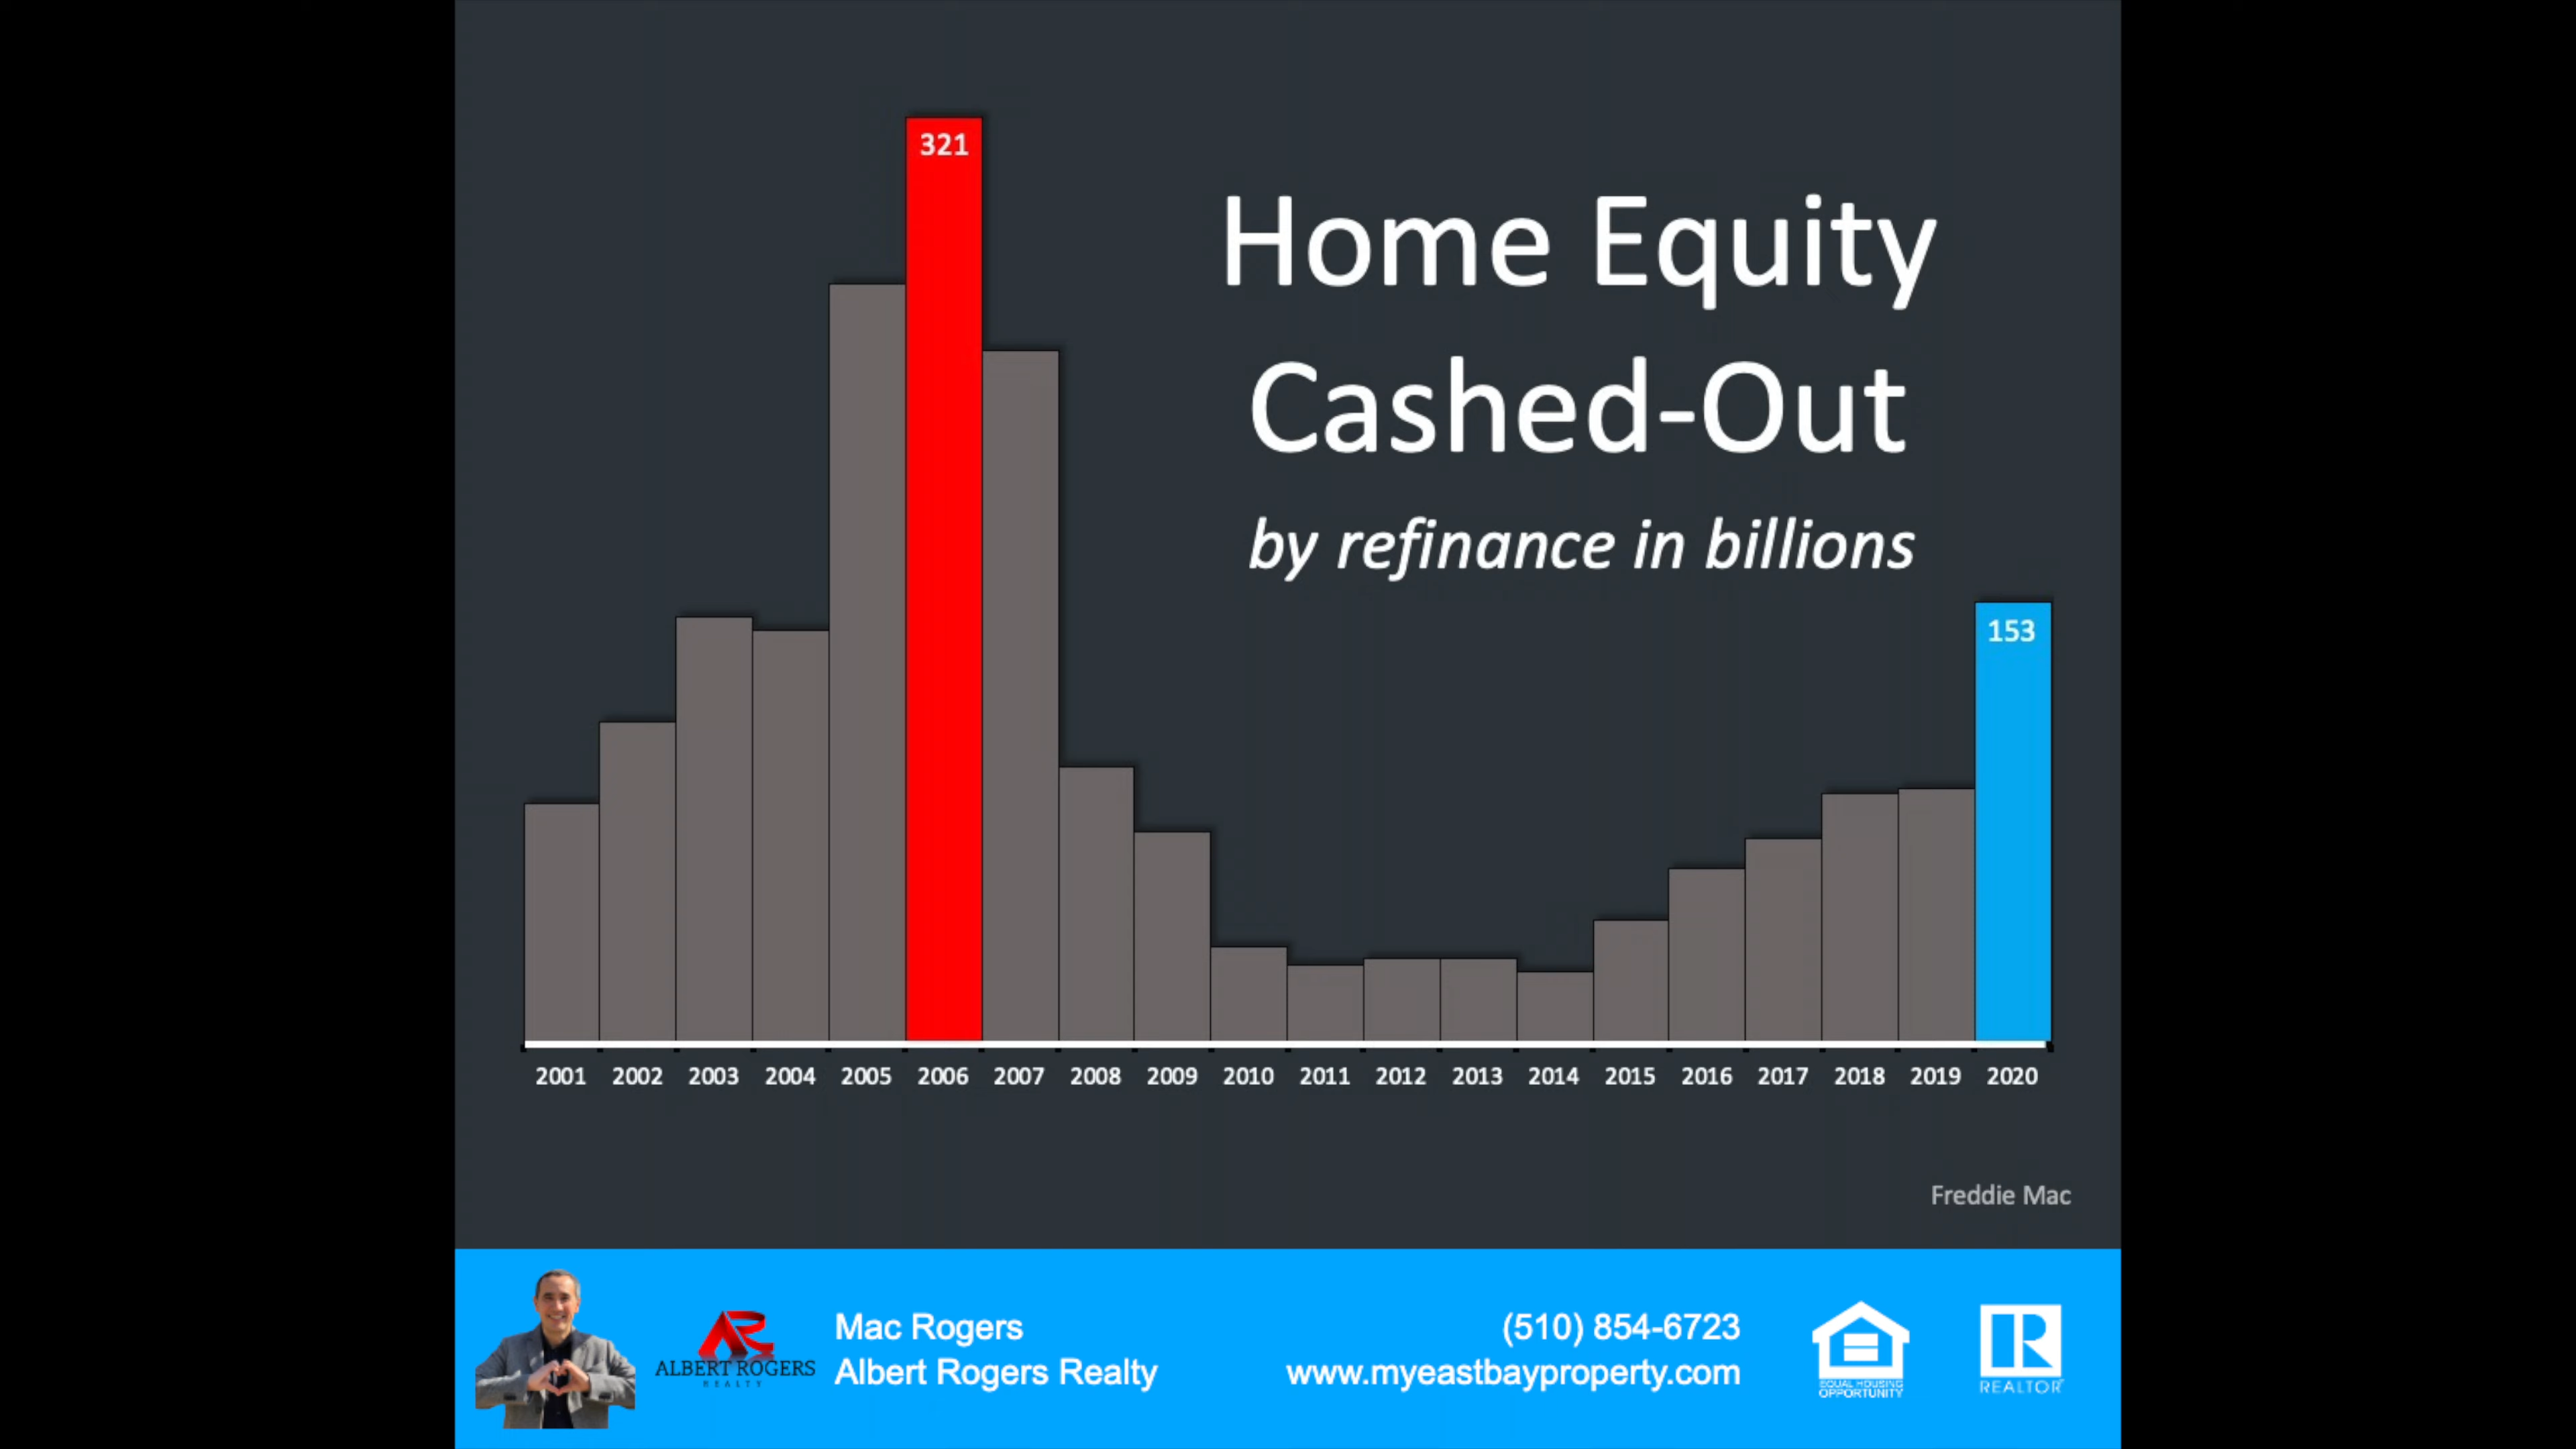 321
Home Equity
Cashed-Out
by refinance in billions
153
2001 2002 2003 2004 2005 2006 2007 2008 2009 2010 2011 2012 2013 2014 2015 2016 2017 2018 2019 2020
Freddie Mac
AR
ALBERT ROGERS
REALTY
Mac Rogers
Albert Rogers Realty
(510) 854-6723
www.myeastbayproperty.com
EQUAL HOUSING
OPPORTUNITY
R
REALTOR®